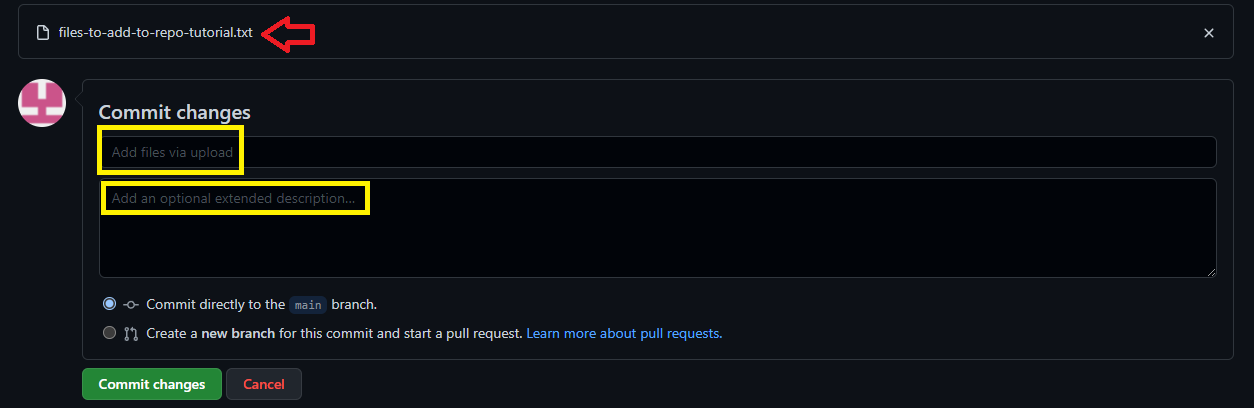 files-to-add-to-repo-tutorial.txt
Commit changes
Add files via upload
Add an optional extended description...
Commit directly to the main branch.
Create a new branch for this commit and start a pull request. Learn more about pull requests.
Commit changes Cancel